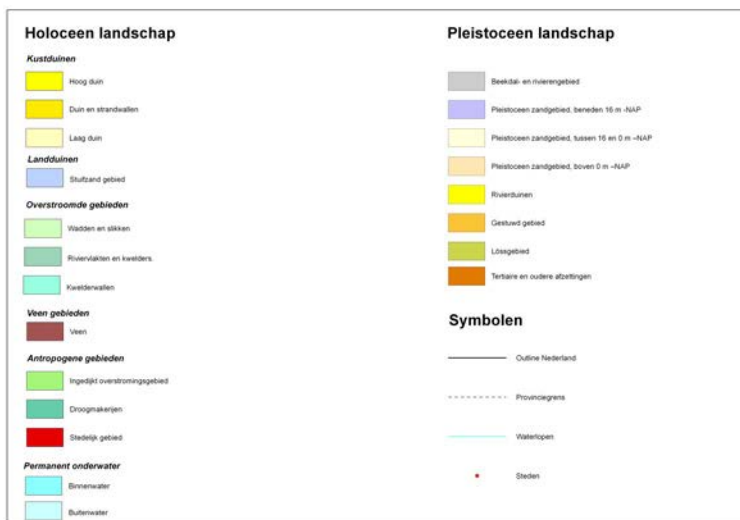 Holoceen landschap
Kustduinen
Hoog duin
Duin en strandwallen
Laag duin
Landduinen
Stuifzand gebied
Overstroomde gebieden
Wadden en slikken
Riviervlakten en kwelders.
Kwelderwallen
Veen gebieden
Veen
Antropogene gebieden
Ingedijkt overstromingsgebied
Droogmakerijen
Stedelijk gebied
Permanent onderwater
Binnenwater
Buitenwater
Pleistoceen landschap
Beekdal- en rivierengebied
Pleistoceen zandgebied, beneden 16 m -NAP
Pleistoceen zandgebied, tussen 16 en 0 m –NAP
Pleistoceen zandgebied, boven 0 m –NAP
Rivierduinen
Gestuwd gebied
Lössgebied
Tertiaire en oudere afzettingen
Symbolen
Outline Nederland
Provinciegrens
Waterlopen
Steden